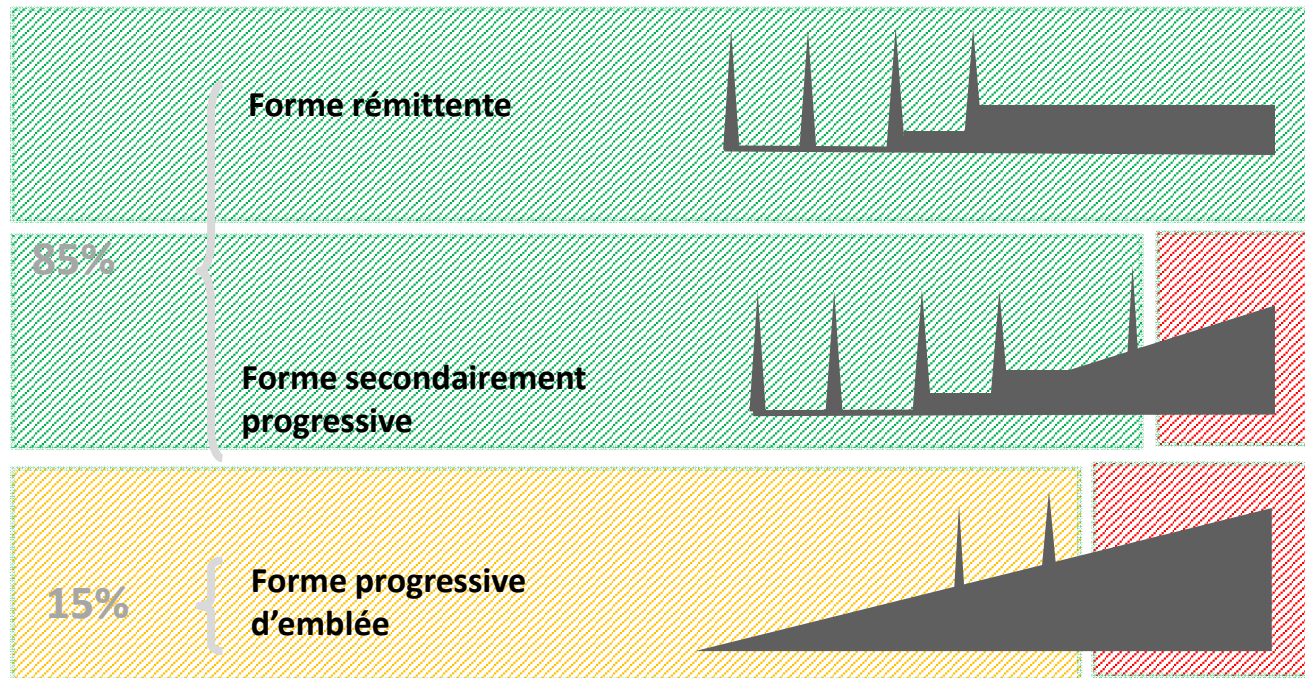 Forme rémittente
85%
Forme secondairement
progressive
15%
Forme progressive
d'emblée